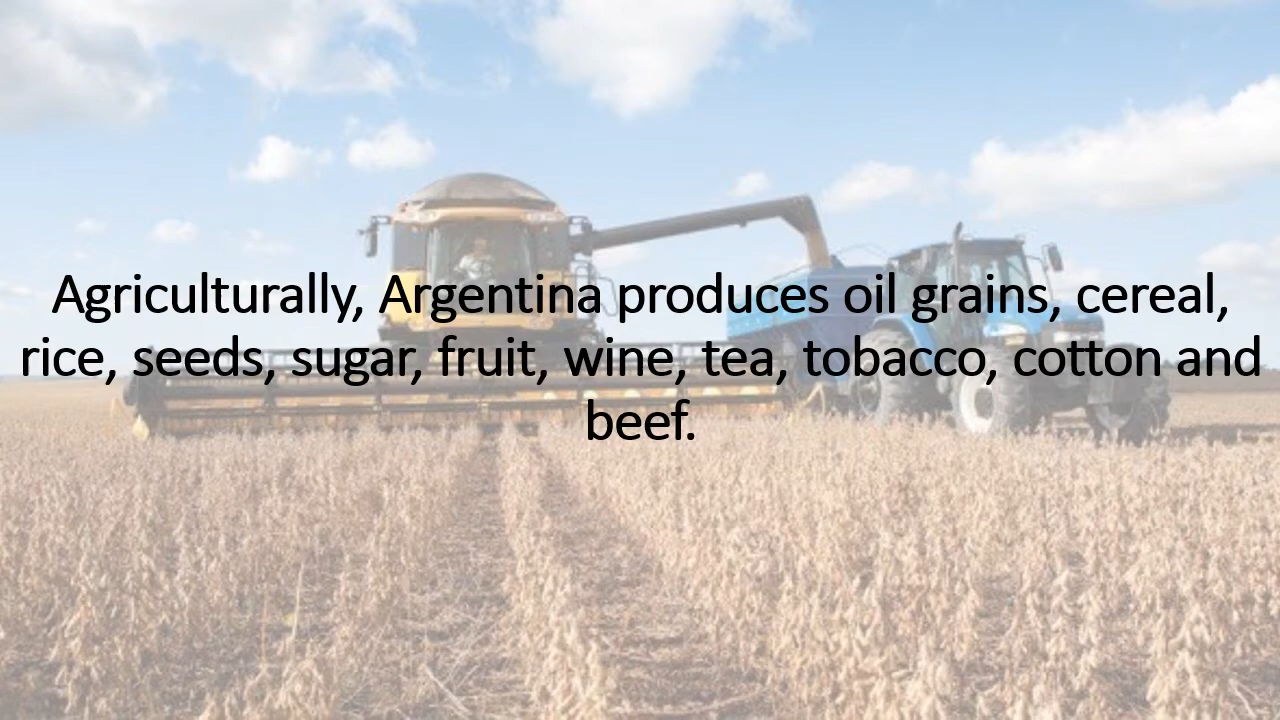 Agriculturally, Argentina produces oil grains, cereal,
rice, seeds, sugar, fruit, wine, tea, tobacco, cotton and
beef.